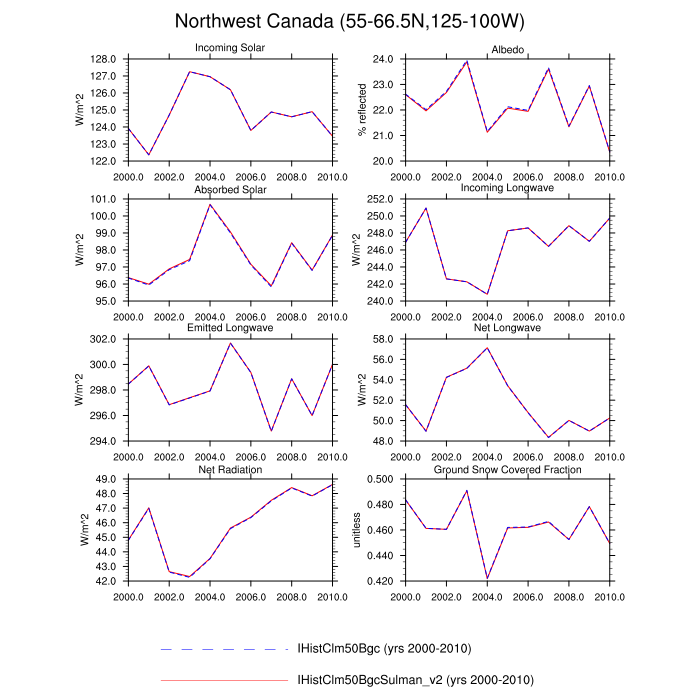 Northwest Canada (55-66.5N,125-100W)
Incoming Solar
W/m^2
128.0
127.0
126.0
125.0
124.0
123.0
122.0
2000.0 2002.0 2004.0 2006.0 2008.0 2010.0
Albedo
% reflected
24.0
23.0
22.0
21.0
20.0
2000.0 2002.0 2004.0 2006.0 2008.0 2010.0
Absorbed Solar
W/m^2
101.0
100.0
99.0
98.0
97.0
96.0
95.0
2000.0 2002.0 2004.0 2006.0 2008.0 2010.0
Incoming Longwave
W/m^2
252.0
250.0
248.0
246.0
244.0
242.0
240.0
2000.0 2002.0 2004.0 2006.0 2008.0 2010.0
Emitted Longwave
W/m^2
302.0
300.0
298.0
296.0
294.0
2000.0 2002.0 2004.0 2006.0 2008.0 2010.0
Net Longwave
W/m^2
58.0
56.0
54.0
52.0
50.0
48.0
2000.0 2002.0 2004.0 2006.0 2008.0 2010.0
Net Radiation
W/m^2
49.0
48.0
47.0
46.0
45.0
44.0
43.0
42.0
2000.0 2002.0 2004.0 2006.0 2008.0 2010.0
Ground Snow Covered Fraction
unitless
0.500
0.480
0.460
0.440
0.420
2000.0 2002.0 2004.0 2006.0 2008.0 2010.0
IHistClm50Bgc (yrs 2000-2010)
IHistClm50BgcSulman_v2 (yrs 2000-2010)